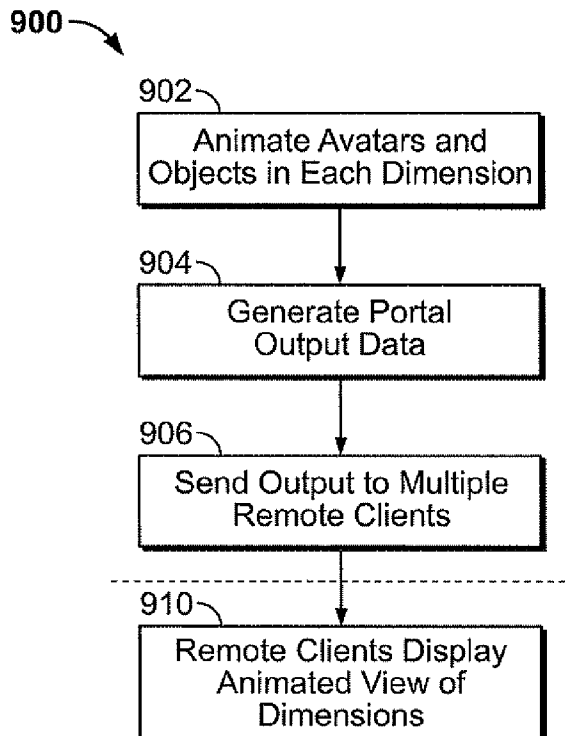 900
902
Animate Avatars and
Objects in Each Dimension
904
Generate Portal
Output Data
906
Send Output to Multiple
Remote Clients
910
Remote Clients Display
Animated View of
Dimensions